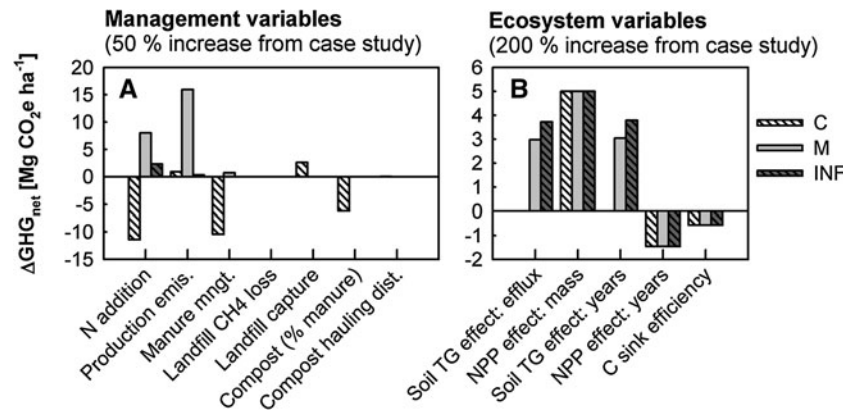 Management variables
(50 % increase from case study)
Ecosystem variables
(200 % increase from case study)
ΔGHGnet [Mg CO2e ha-1]
A
20
15
10
5
0
-5
-10
-15
N addition
Production emis.
Manure mngt.
Landfill CH4 loss
Landfill capture
Compost (% manure)
Compost hauling dist.
B
6
5
4
3
2
1
0
-1
-2
Soil TG effect: efflux
NPP effect: mass
Soil TG effect: years
NPP effect: years
C sink efficiency
C
M
INF